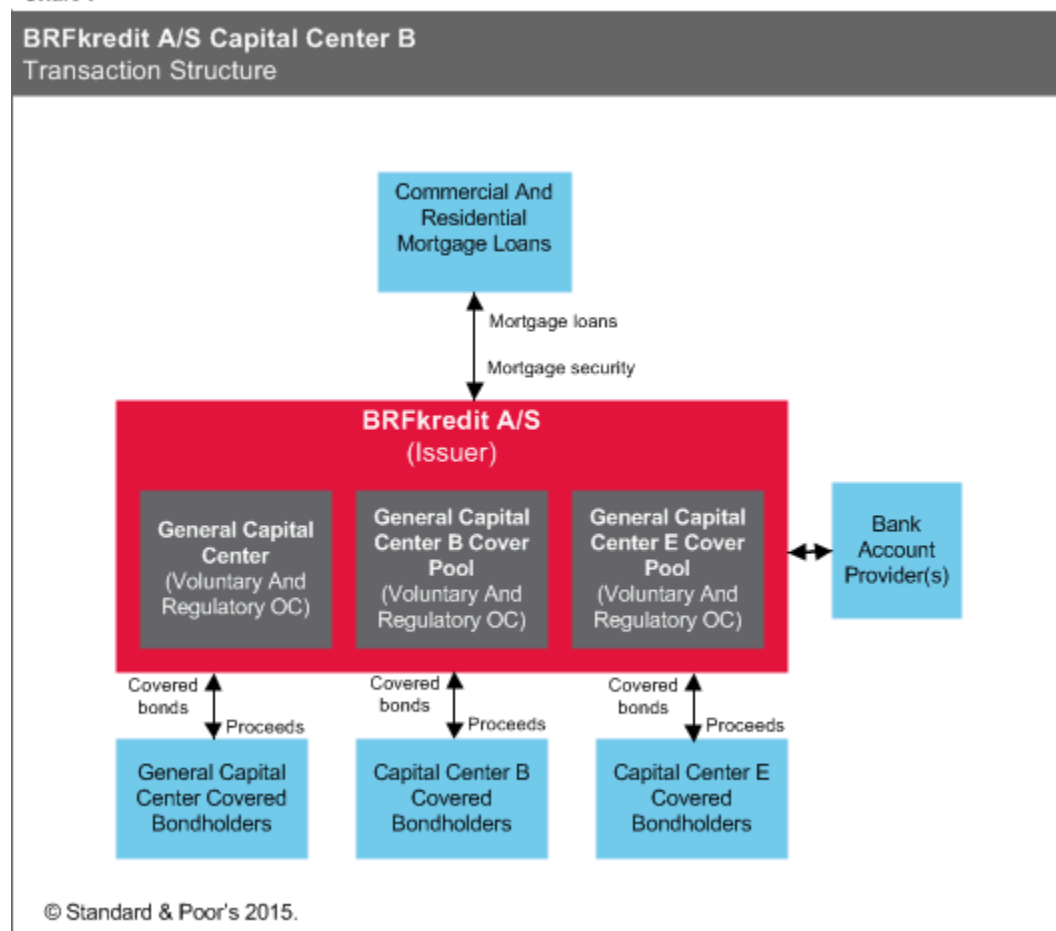 BRFkredit A/S Capital Center B
Transaction Structure
Commercial And
Residential
Mortgage Loans
Mortgage loans
Mortgage security
BRFkredit A/S
(Issuer)
General Capital
Center
(Voluntary And
Regulatory OC)
General Capital
Center B Cover
Pool
(Voluntary And
Regulatory OC)
General Capital
Center E Cover
Pool
(Voluntary And
Regulatory OC)
Bank
Account
Provider(s)
Covered
bonds
Proceeds
Covered
bonds
Proceeds
Covered
bonds
Proceeds
General Capital
Center Covered
Bondholders
Capital Center B
Covered
Bondholders
Capital Center E
Covered
Bondholders
© Standard & Poor's 2015.